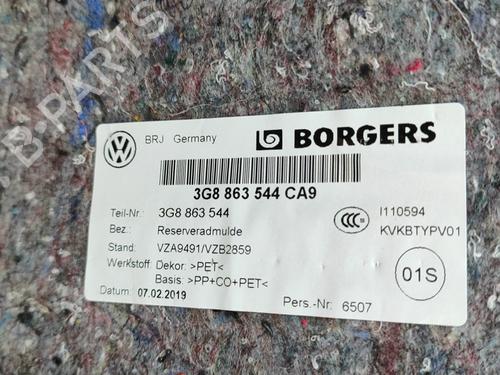 B-PARTS
BRJ Germany
BORGERS
3G8 863 544 CA9
Teil-Nr.: 3G8 863 544
Bez.: Reserveradmulde
Stand: VZA9491/VZB2859
Werkstoff: Dekor: >PET<
Basis: >PP+CO+PET<
Datum: 07.02.2019
Pers.-Nr: 6507
CCC
I110594
KVKBTYPV01
01S